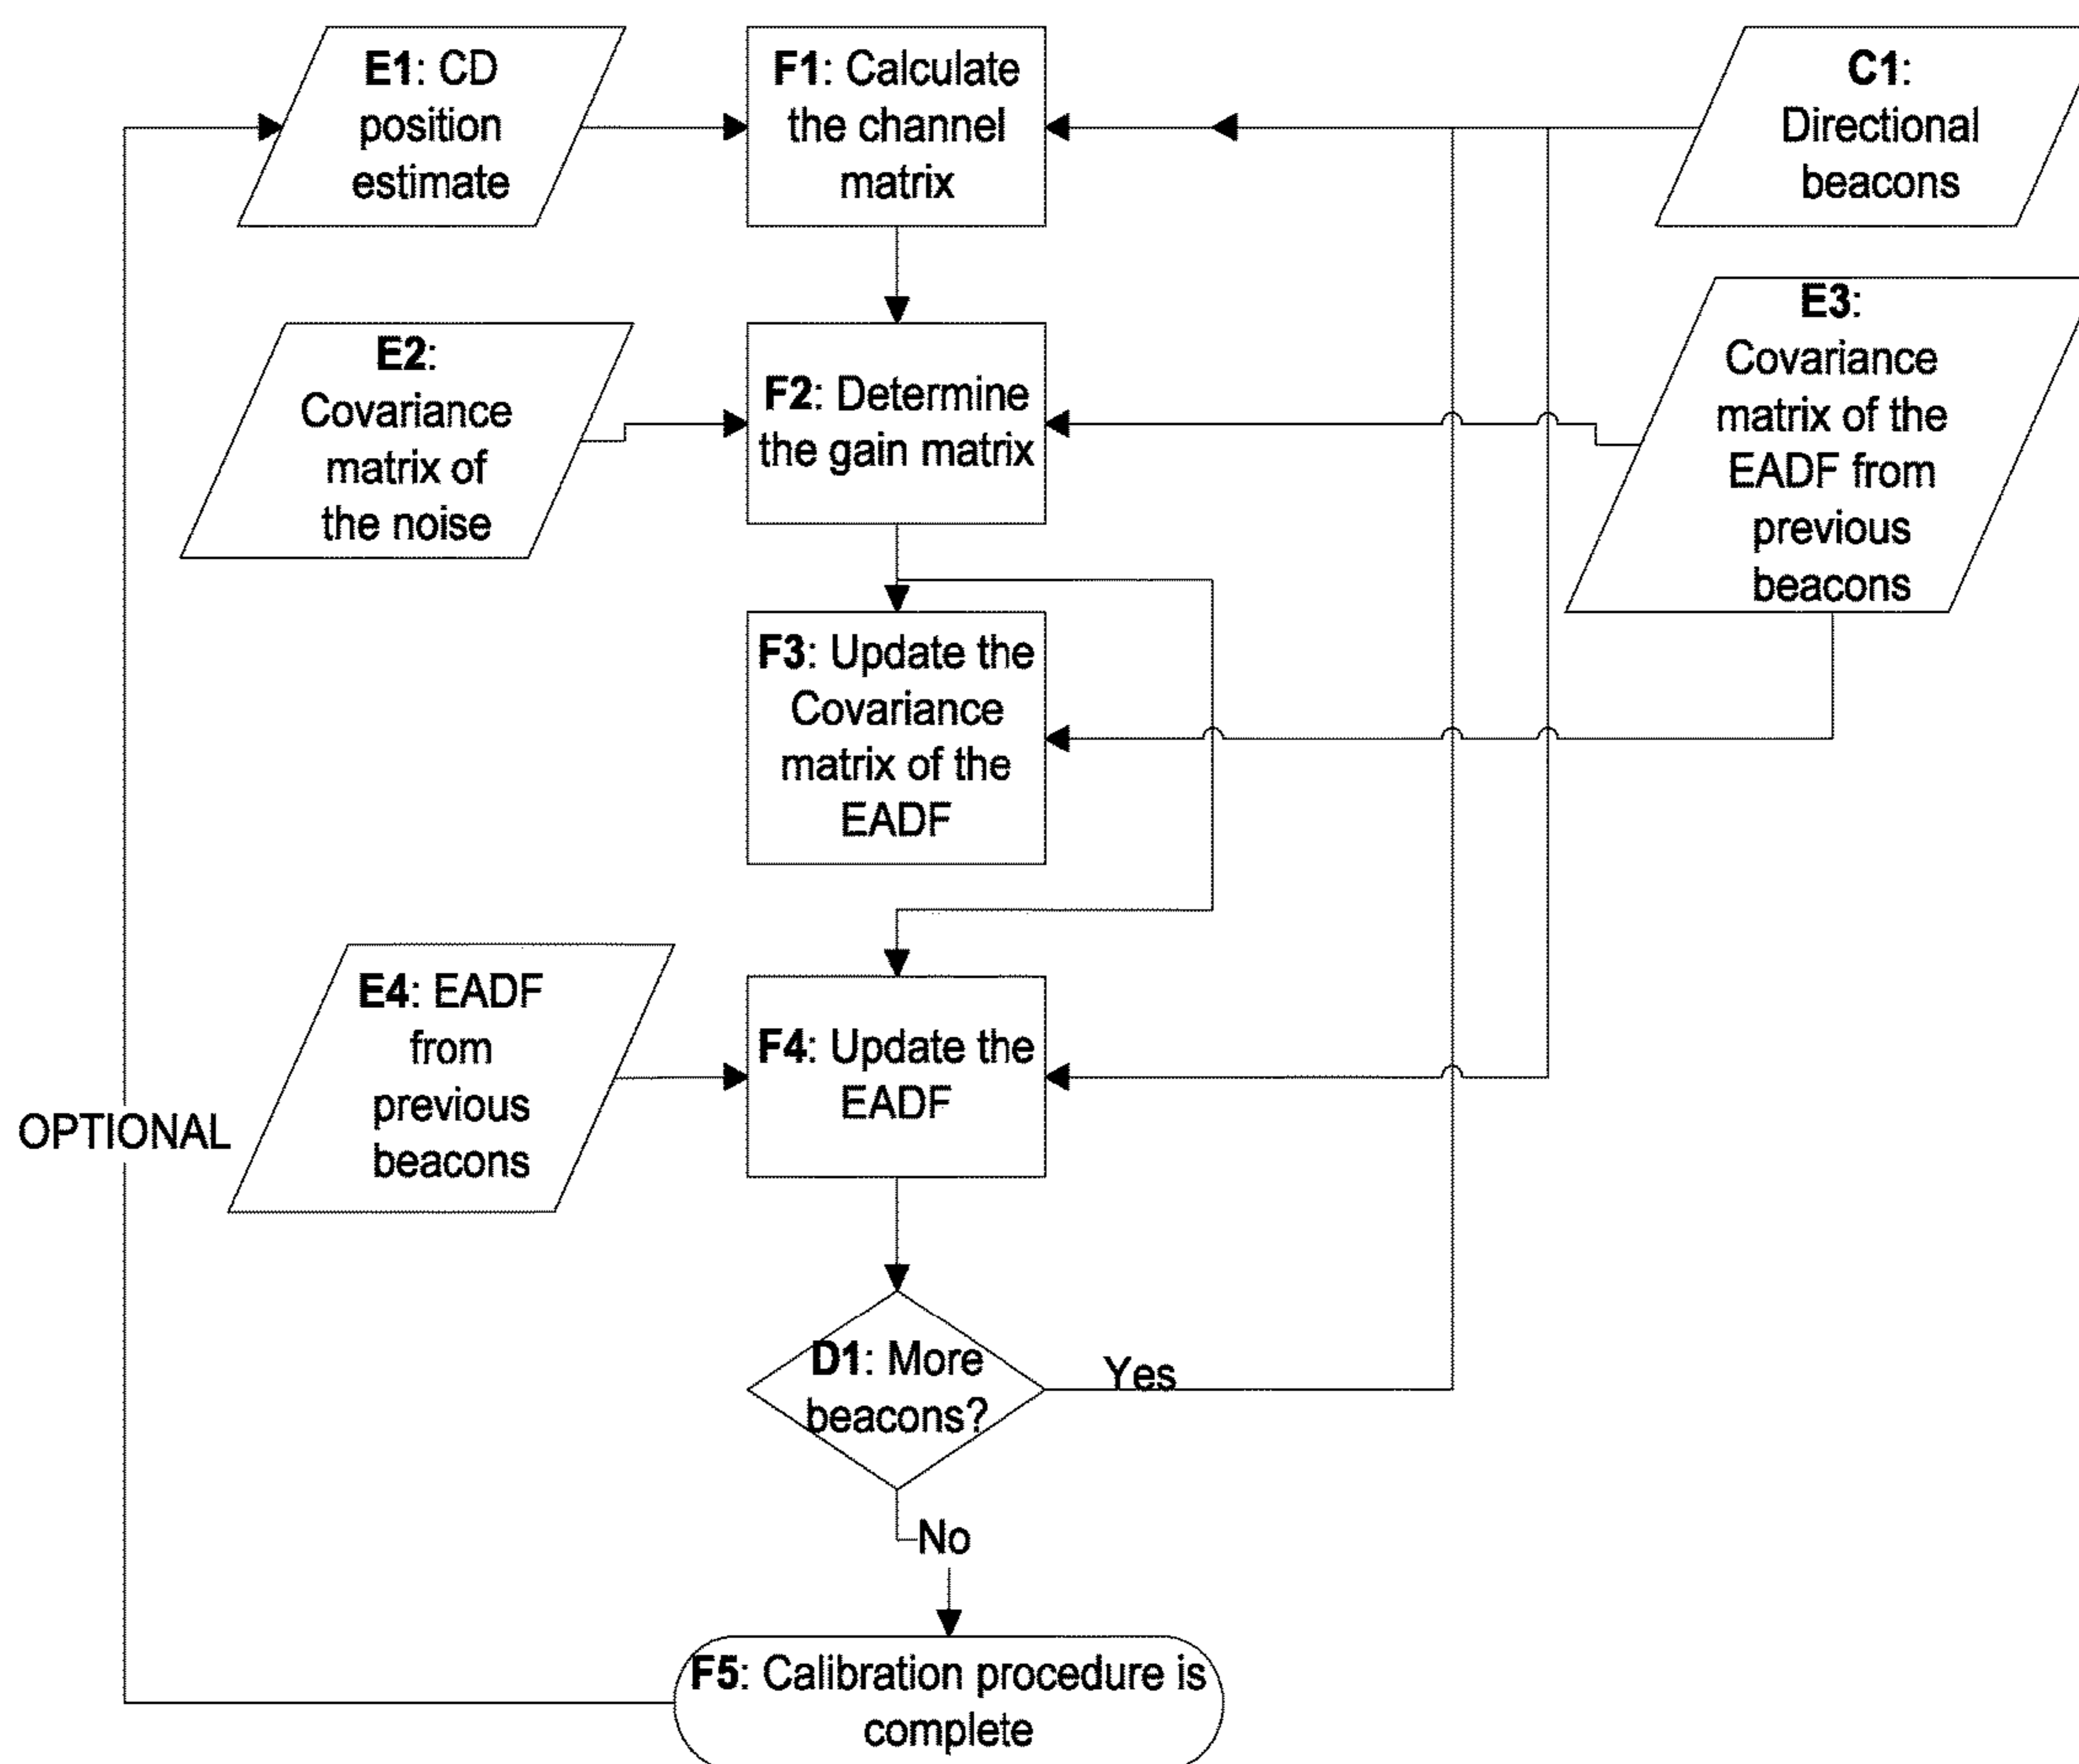 E1: CD
position
estimate
F1: Calculate
the channel
matrix
C1:
Directional
beacons
E2:
Covariance
matrix of
the noise
F2: Determine
the gain matrix
E3:
Covariance
matrix of the
EADF from
previous
beacons
F3: Update the
Covariance
matrix of the
EADF
E4: EADF
from
previous
beacons
F4: Update the
EADF
OPTIONAL
D1: More
beacons?
Yes
No
F5: Calibration procedure is
complete